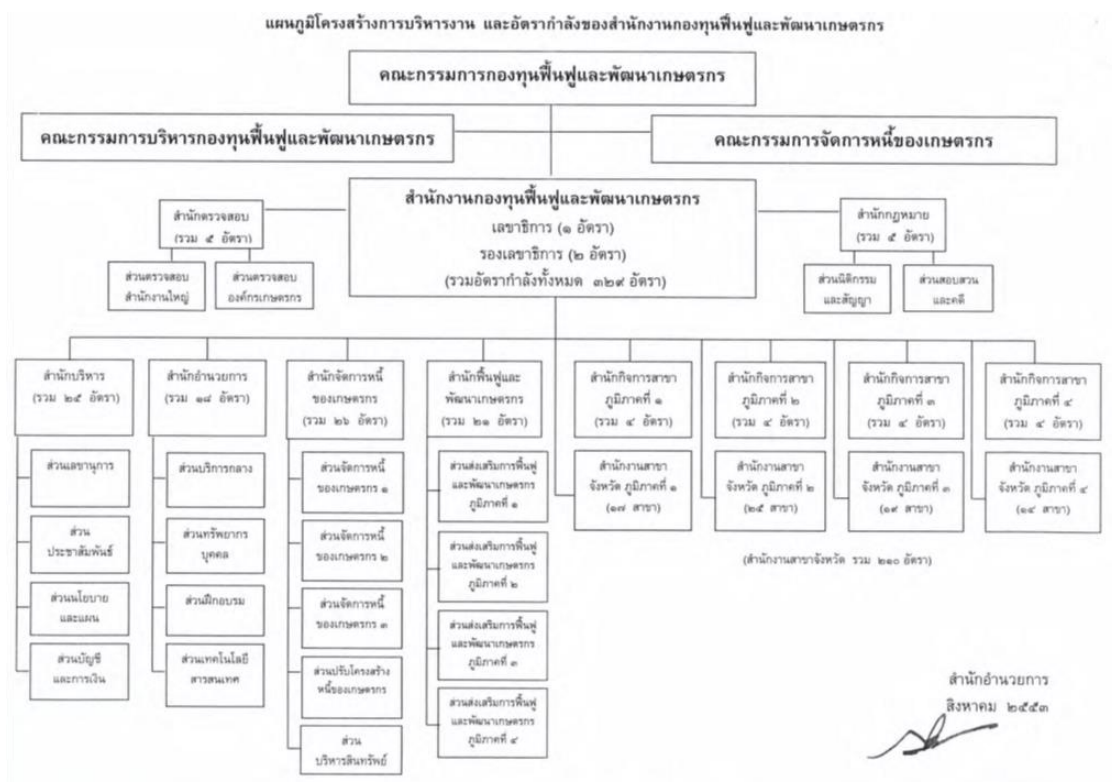 แผนภูมิโครงสร้างการบริหารงาน และอัตรากำลังของสำนักงานกองทุนฟื้นฟูและพัฒนาเกษตรกร
คณะกรรมการกองทุนฟื้นฟูและพัฒนาเกษตรกร
คณะกรรมการบริหารกองทุนฟื้นฟูและพัฒนาเกษตรกร
คณะกรรมการจัดการหนี้ของเกษตรกร
สำนักงานกองทุนฟื้นฟูและพัฒนาเกษตรกร
เลขาธิการ (๑ อัตรา)
รองเลขาธิการ (๒ อัตรา)
(รวมอัตรากำลังทั้งหมด ๓๒๙ อัตรา)
สำนักตรวจสอบ
(รวม ๕ อัตรา)
ส่วนตรวจสอบ
สำนักงานใหญ่
ส่วนตรวจสอบ
องค์กรเกษตรกร
สำนักกฎหมาย
(รวม ๕ อัตรา)
ส่วนนิติกรรม
และสัญญา
ส่วนสอบสวน
และคดี
สำนักบริหาร
(รวม ๒๕ อัตรา)
ส่วนเลขานุการ
ส่วน
ประชาสัมพันธ์
ส่วนนโยบาย
และแผน
ส่วนบัญชี
และการเงิน
สำนักอำนวยการ
(รวม ๑๘ อัตรา)
ส่วนบริการกลาง
ส่วนทรัพยากร
บุคคล
ส่วนฝึกอบรม
ส่วนเทคโนโลยี
สารสนเทศ
สำนักจัดการหนี้
ของเกษตรกร
(รวม ๒๖ อัตรา)
ส่วนจัดการหนี้
ของเกษตรกร ๑
ส่วนจัดการหนี้
ของเกษตรกร ๒
ส่วนจัดการหนี้
ของเกษตรกร ๓
ส่วนปรับโครงสร้าง
หนี้ของเกษตรกร
ส่วน
บริหารสินทรัพย์
สำนักฟื้นฟูและ
พัฒนาเกษตรกร
(รวม ๒๑ อัตรา)
ส่วนส่งเสริมการฟื้นฟู
และพัฒนาเกษตรกร
ภูมิภาคที่ ๑
ส่วนส่งเสริมการฟื้นฟู
และพัฒนาเกษตรกร
ภูมิภาคที่ ๒
ส่วนส่งเสริมการฟื้นฟู
และพัฒนาเกษตรกร
ภูมิภาคที่ ๓
ส่วนส่งเสริมการฟื้นฟู
และพัฒนาเกษตรกร
ภูมิภาคที่ ๔
สำนักกิจการสาขา
ภูมิภาคที่ ๑
(รวม ๔ อัตรา)
สำนักงานสาขา
จังหวัด ภูมิภาคที่ ๑
(๑๗ สาขา)
สำนักกิจการสาขา
ภูมิภาคที่ ๒
(รวม ๔ อัตรา)
สำนักงานสาขา
จังหวัด ภูมิภาคที่ ๒
(๒๕ สาขา)
สำนักกิจการสาขา
ภูมิภาคที่ ๓
(รวม ๔ อัตรา)
สำนักงานสาขา
จังหวัด ภูมิภาคที่ ๓
(๑๙ สาขา)
สำนักกิจการสาขา
ภูมิภาคที่ ๔
(รวม ๔ อัตรา)
สำนักงานสาขา
จังหวัด ภูมิภาคที่ ๔
(๑๔ สาขา)
(สำนักงานสาขาจังหวัด รวม ๒๑๐ อัตรา)
สำนักอำนวยการ
สิงหาคม ๒๕๕๓